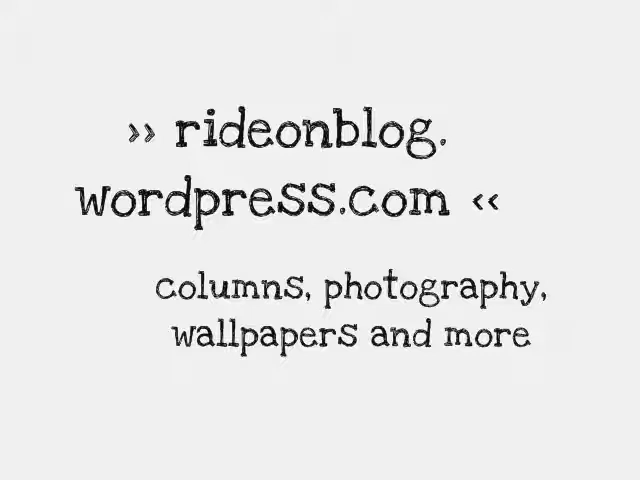 ›› rideonblog.
wordpress.com ‹‹
columns, photography,
wallpapers and more